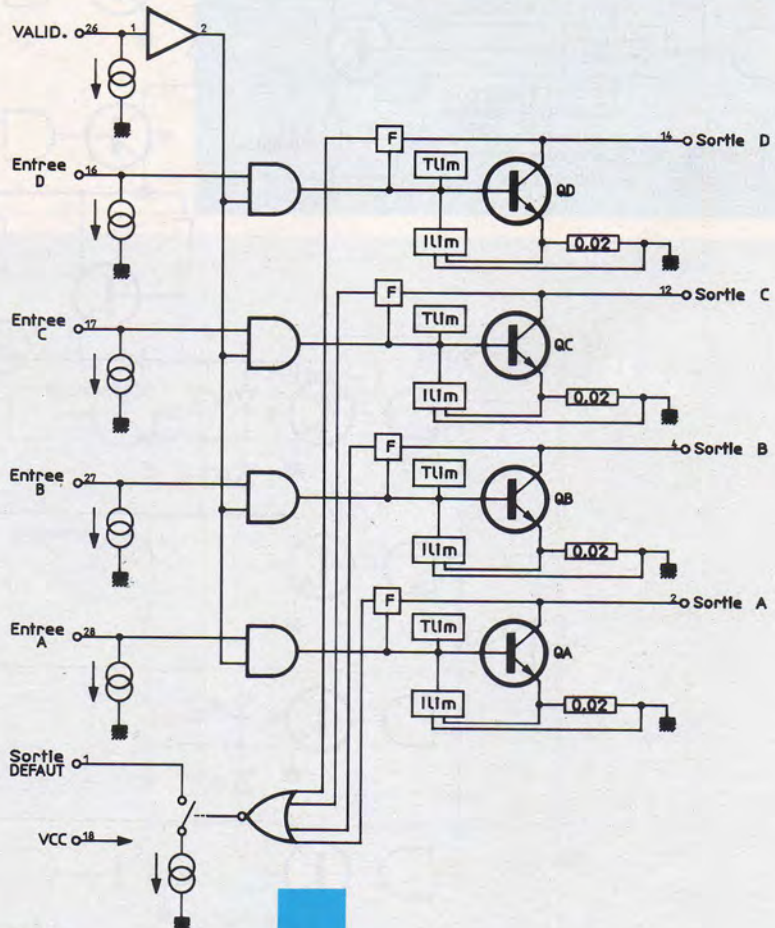 VALID. 26 1 2
14 Sortie D
F
Tlim
Entree D 16
QD
Ilim
0.02
12 Sortie C
F
Tlim
Entree C 17
QC
Ilim
0.02
4 Sortie B
F
Tlim
Entree B 27
QB
Ilim
0.02
2 Sortie A
F
Tlim
Entree A 28
QA
Ilim
0.02
Sortie DEFAUT 1
VCC 18